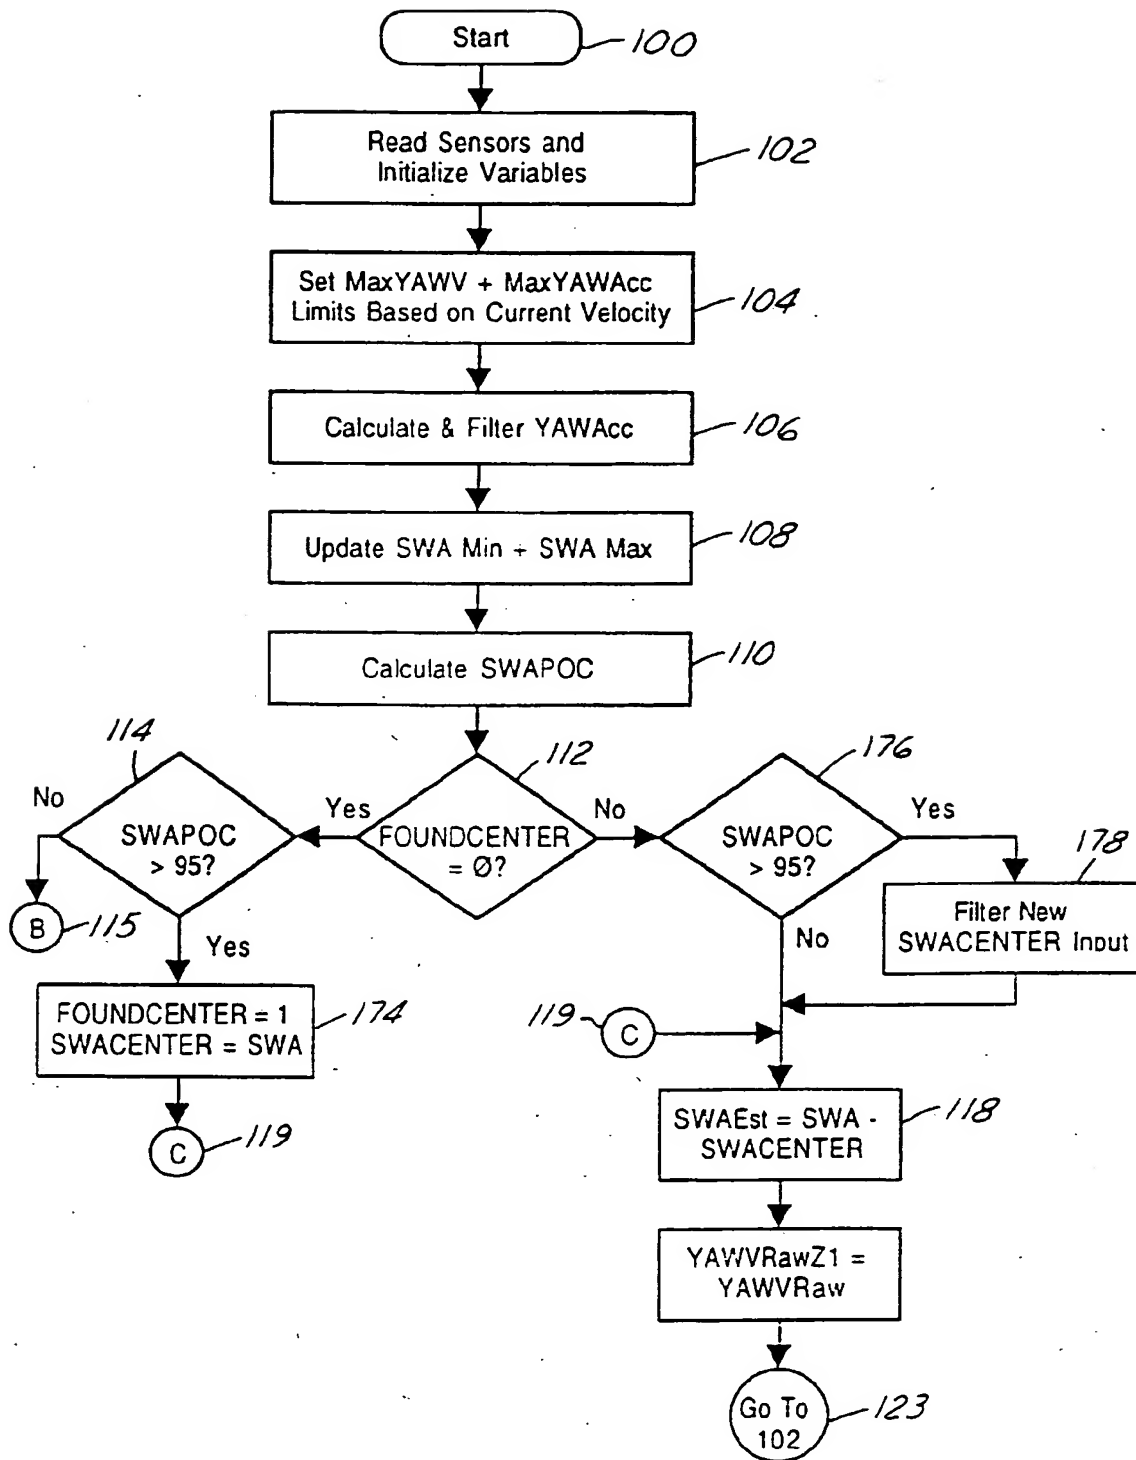 Start
100
Read Sensors and
Initialize Variables
102
Set MaxYAWV + MaxYAWAcc
Limits Based on Current Velocity
104
Calculate & Filter YAWAcc
106
Update SWA Min + SWA Max
108
Calculate SWAPOC
110
114
112
176
No
SWAPOC
> 95?
Yes
FOUNDCENTER
= Ø?
No
SWAPOC
> 95?
Yes
178
B
115
Yes
No
Filter New
SWACENTER Input
FOUNDCENTER = 1
SWACENTER = SWA
174
119
C
C
119
SWAEst = SWA -
SWACENTER
118
YAWVRawZ1 =
YAWVRaw
Go To
102
123